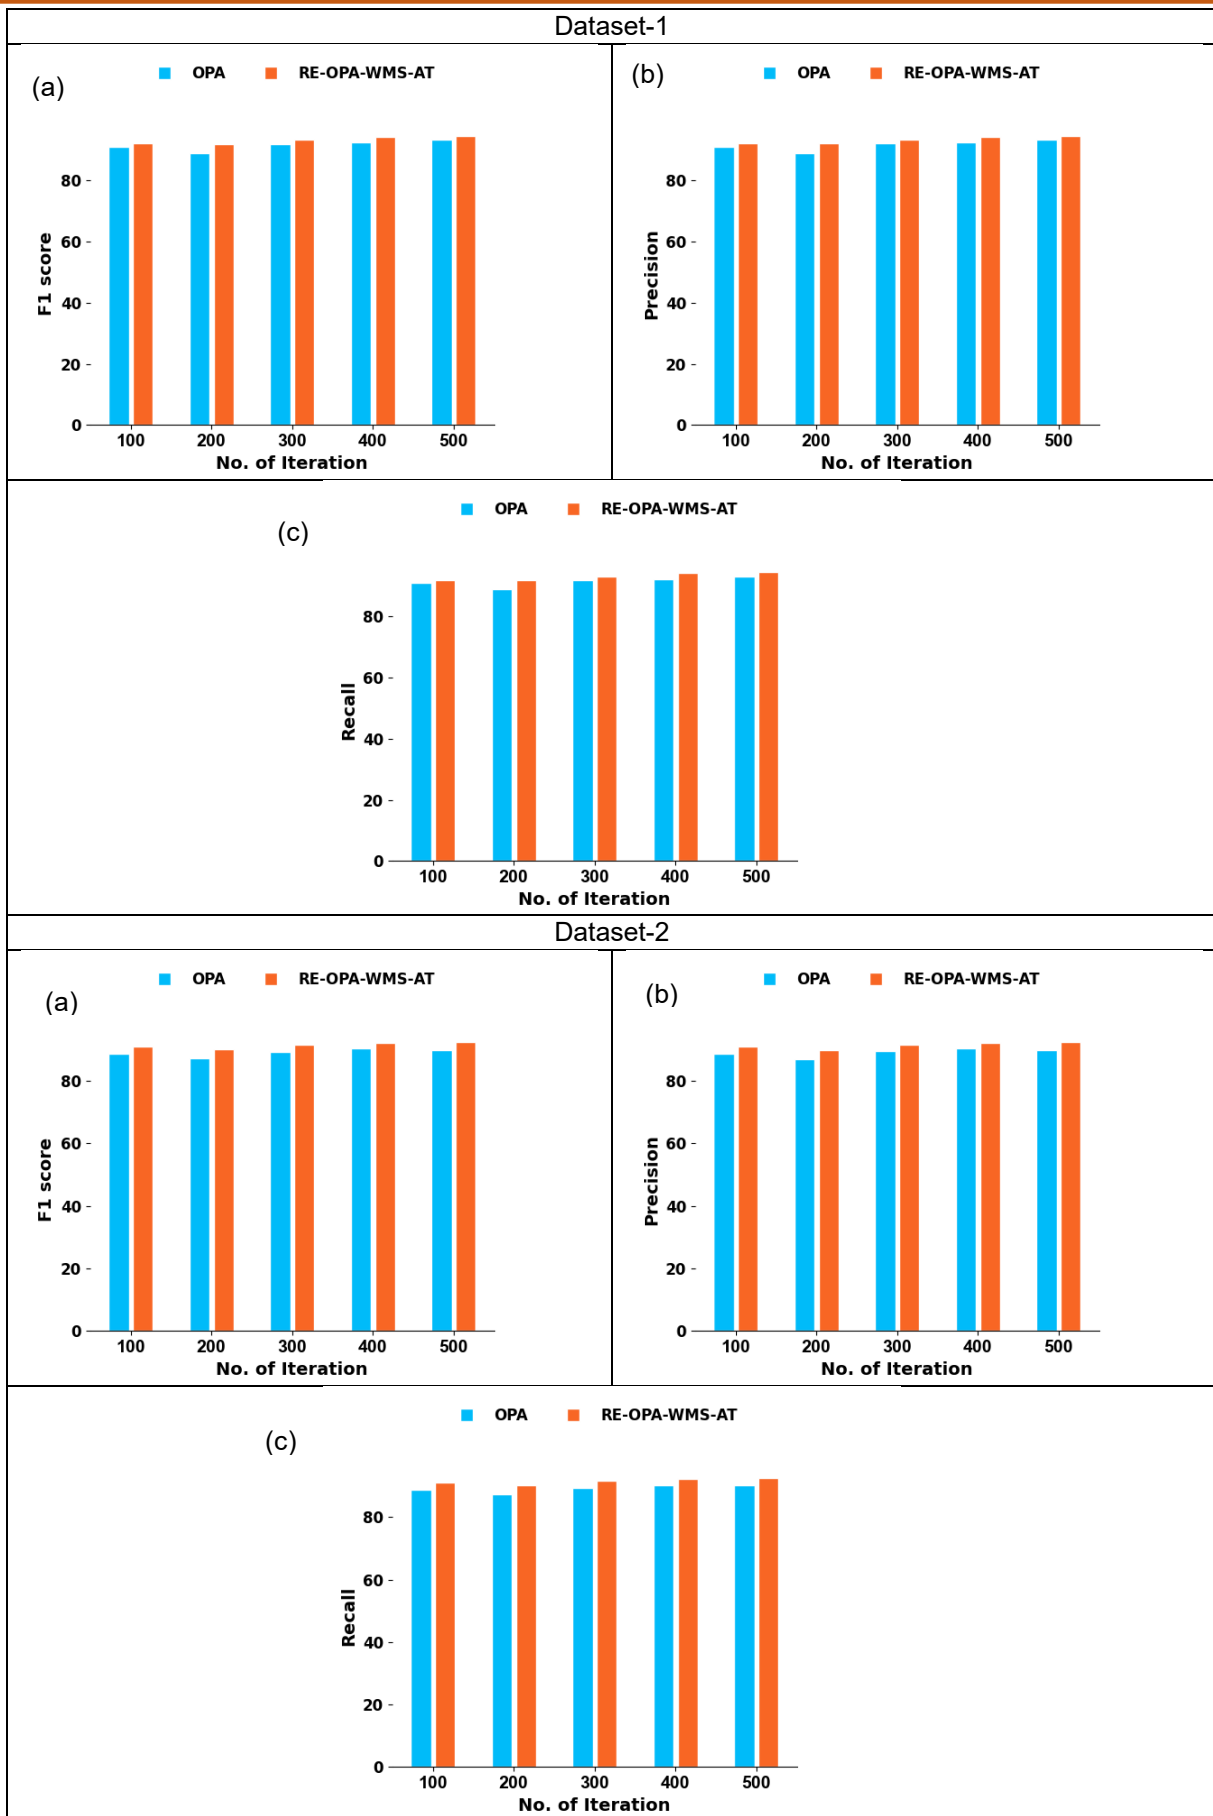 Dataset-1
(a)
OPA RE-OPA-WMS-AT
80
60
40
20
0
F1 score
100 200 300 400 500
No. of Iteration
(b)
OPA RE-OPA-WMS-AT
80
60
40
20
0
Precision
100 200 300 400 500
No. of Iteration
(c)
OPA RE-OPA-WMS-AT
80
60
40
20
0
Recall
100 200 300 400 500
No. of Iteration
Dataset-2
(a)
OPA RE-OPA-WMS-AT
80
60
40
20
0
F1 score
100 200 300 400 500
No. of Iteration
(b)
OPA RE-OPA-WMS-AT
80
60
40
20
0
Precision
100 200 300 400 500
No. of Iteration
(c)
OPA RE-OPA-WMS-AT
80
60
40
20
0
Recall
100 200 300 400 500
No. of Iteration